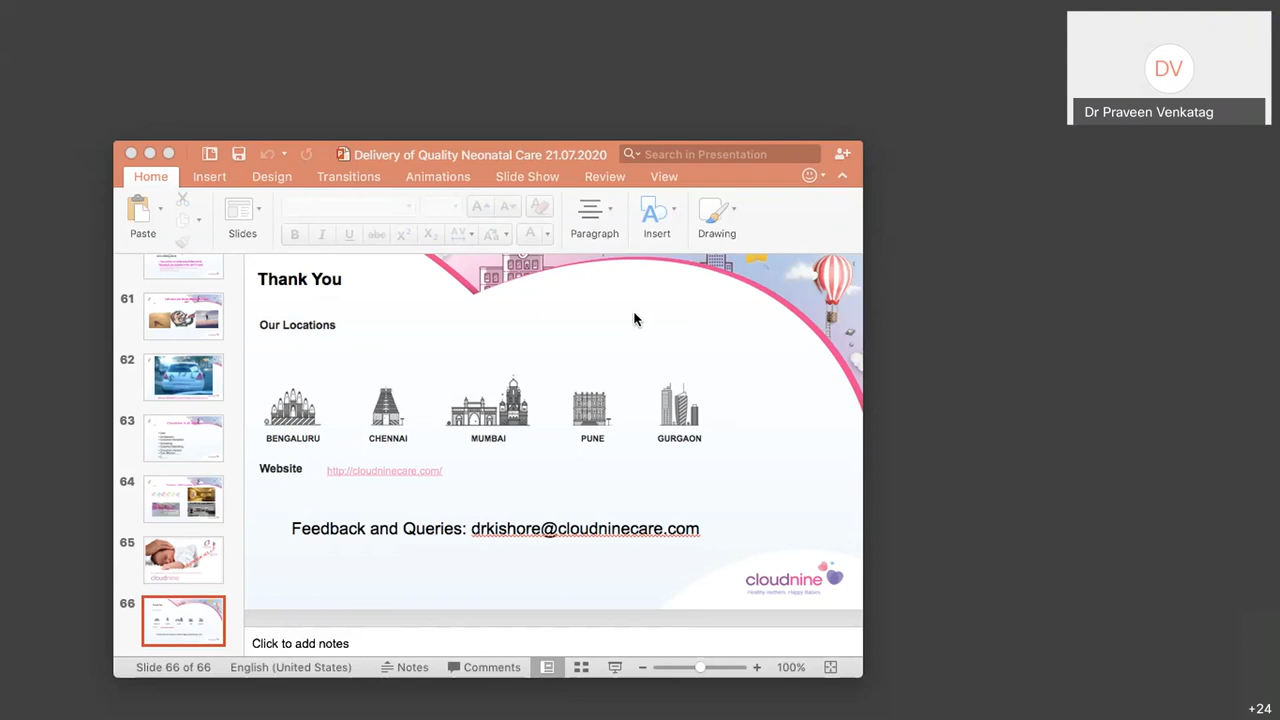 DV
Dr Praveen Venkatag
Delivery of Quality Neonatal Care 21.07.2020
Search in Presentation
Home Insert Design Transitions Animations Slide Show Review View
Paste Slides Paragraph Insert Drawing
61
62
63
64
65
66
Thank You
Our Locations
BENGALURU CHENNAI MUMBAI PUNE GURGAON
Website http://cloudninecare.com/
Feedback and Queries: drkishore@cloudninecare.com
cloudnine
Healthy mothers. Happy Babies.
Click to add notes
Slide 66 of 66 English (United States) Notes Comments 100%
+24